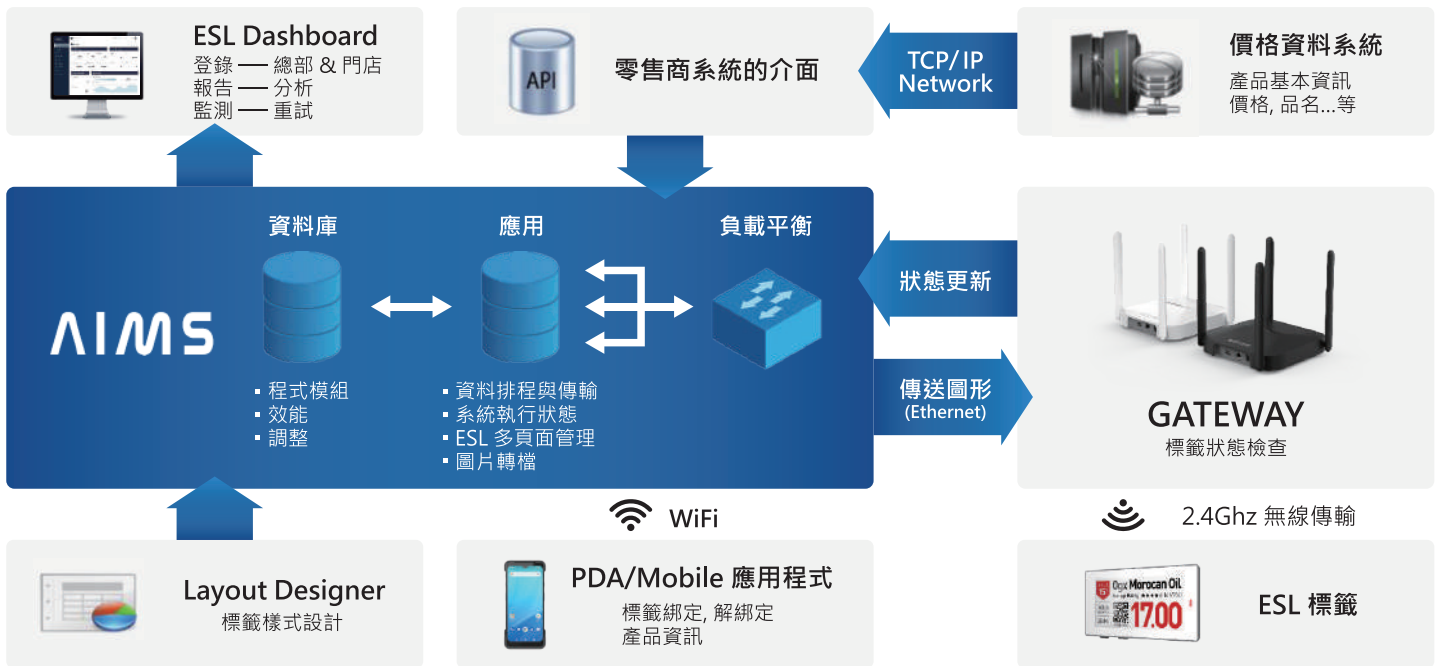 ESL Dashboard
登錄 — 總部 & 門店
報告 — 分析
監測 — 重試
API
零售商系統的介面
TCP/IP
Network
價格資料系統
產品基本資訊
價格, 品名...等
AIMS
資料庫
▪ 程式模組
▪ 效能
▪ 調整
應用
▪ 資料排程與傳輸
▪ 系統執行狀態
▪ ESL 多頁面管理
▪ 圖片轉檔
負載平衡
狀態更新
傳送圖形
(Ethernet)
GATEWAY
標籤狀態檢查
WiFi
2.4Ghz 無線傳輸
Layout Designer
標籤樣式設計
PDA/Mobile 應用程式
標籤綁定, 解綁定
產品資訊
Ogx Morocan Oil
17.00
ESL 標籤